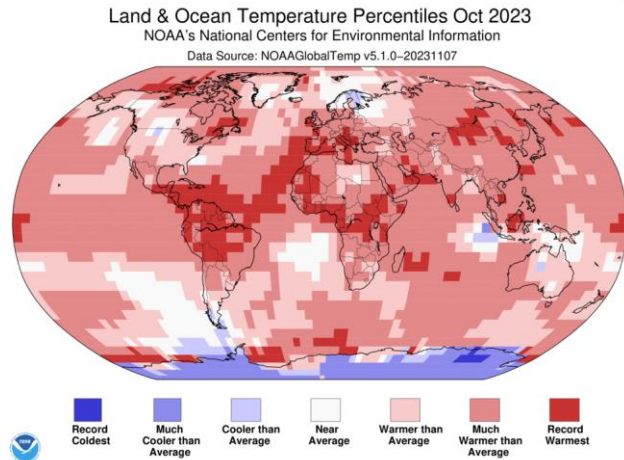 Land & Ocean Temperature Percentiles Oct 2023
NOAA's National Centers for Environmental Information
Data Source: NOAAGlobalTemp v5.1.0–20231107
Record
Coldest
Much
Cooler than
Average
Cooler than
Average
Near
Average
Warmer than
Average
Much
Warmer than
Average
Record
Warmest